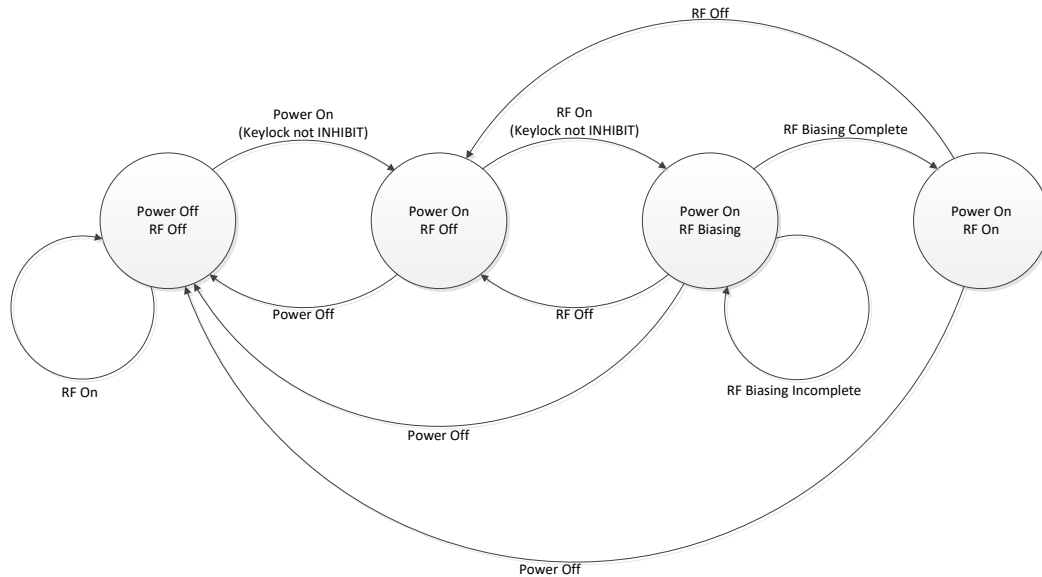 RF Off
Power On
(Keylock not INHIBIT)
RF On
(Keylock not INHIBIT)
RF Biasing Complete
Power Off
RF Off
Power On
RF Off
Power On
RF Biasing
Power On
RF On
Power Off
RF Off
RF On
RF Biasing Incomplete
Power Off
Power Off